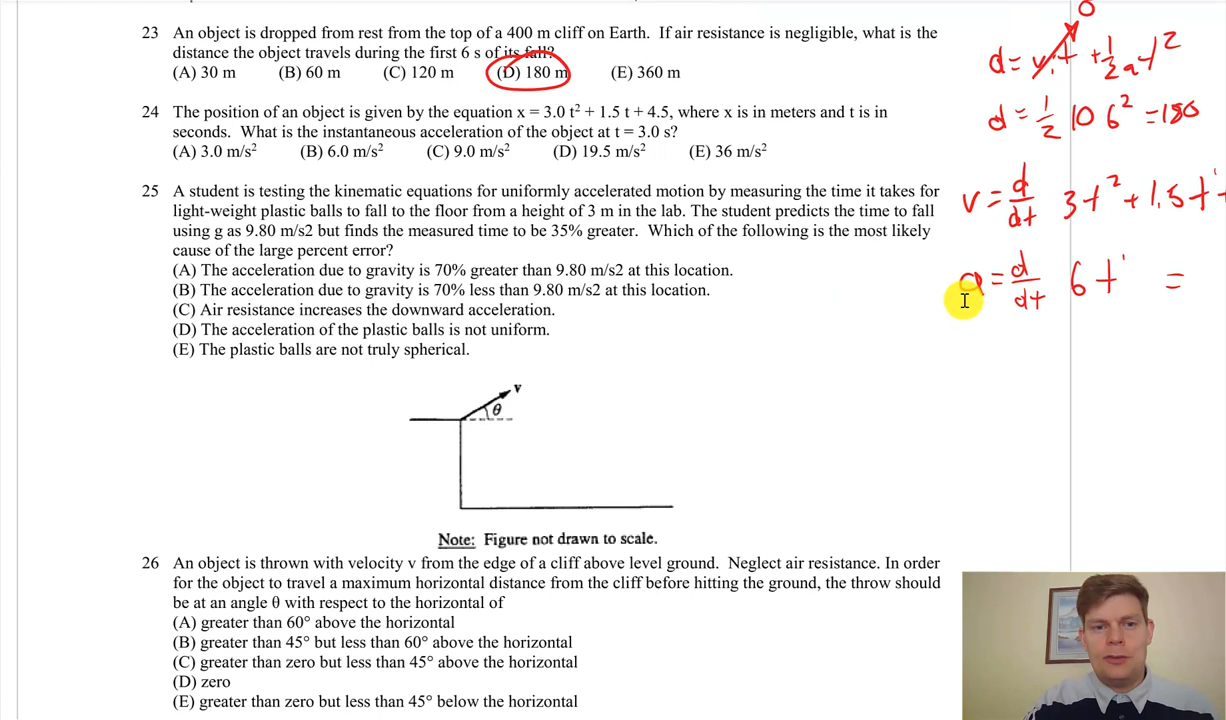 23 An object is dropped from rest from the top of a 400 m cliff on Earth. If air resistance is negligible, what is the
distance the object travels during the first 6 s of its fall?
(A) 30 m (B) 60 m (C) 120 m (D) 180 m (E) 360 m
24 The position of an object is given by the equation x = 3.0 t² + 1.5 t + 4.5, where x is in meters and t is in
seconds. What is the instantaneous acceleration of the object at t = 3.0 s?
(A) 3.0 m/s² (B) 6.0 m/s² (C) 9.0 m/s² (D) 19.5 m/s² (E) 36 m/s²
25 A student is testing the kinematic equations for uniformly accelerated motion by measuring the time it takes for
light-weight plastic balls to fall to the floor from a height of 3 m in the lab. The student predicts the time to fall
using g as 9.80 m/s2 but finds the measured time to be 35% greater. Which of the following is the most likely
cause of the large percent error?
(A) The acceleration due to gravity is 70% greater than 9.80 m/s2 at this location.
(B) The acceleration due to gravity is 70% less than 9.80 m/s2 at this location.
(C) Air resistance increases the downward acceleration.
(D) The acceleration of the plastic balls is not uniform.
(E) The plastic balls are not truly spherical.
v
θ
Note: Figure not drawn to scale.
26 An object is thrown with velocity v from the edge of a cliff above level ground. Neglect air resistance. In order
for the object to travel a maximum horizontal distance from the cliff before hitting the ground, the throw should
be at an angle θ with respect to the horizontal of
(A) greater than 60° above the horizontal
(B) greater than 45° but less than 60° above the horizontal
(C) greater than zero but less than 45° above the horizontal
(D) zero
(E) greater than zero but less than 45° below the horizontal
0
d = vᵢt + 1/2 at²
d = 1/2 10 6² = 180
v = d/dt 3t² + 1.5t¹ +
a = d/dt 6t¹ =